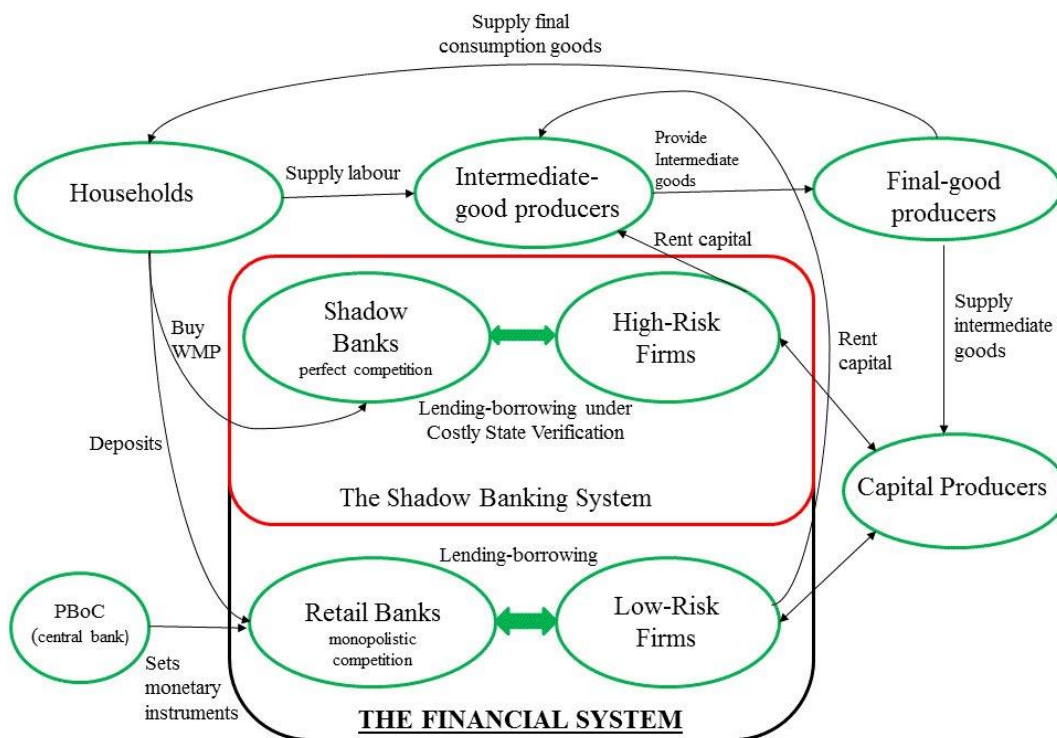 Supply final
consumption goods
Households
Supply labour
Intermediate-
good producers
Provide
Intermediate
goods
Final-good
producers
Rent capital
Buy
WMP
Shadow
Banks
perfect competition
High-Risk
Firms
Rent
capital
Supply
intermediate
goods
Lending-borrowing under
Costly State Verification
Deposits
The Shadow Banking System
Capital Producers
Lending-borrowing
PBoC
(central bank)
Retail Banks
monopolistic
competition
Low-Risk
Firms
Sets
monetary
instruments
THE FINANCIAL SYSTEM